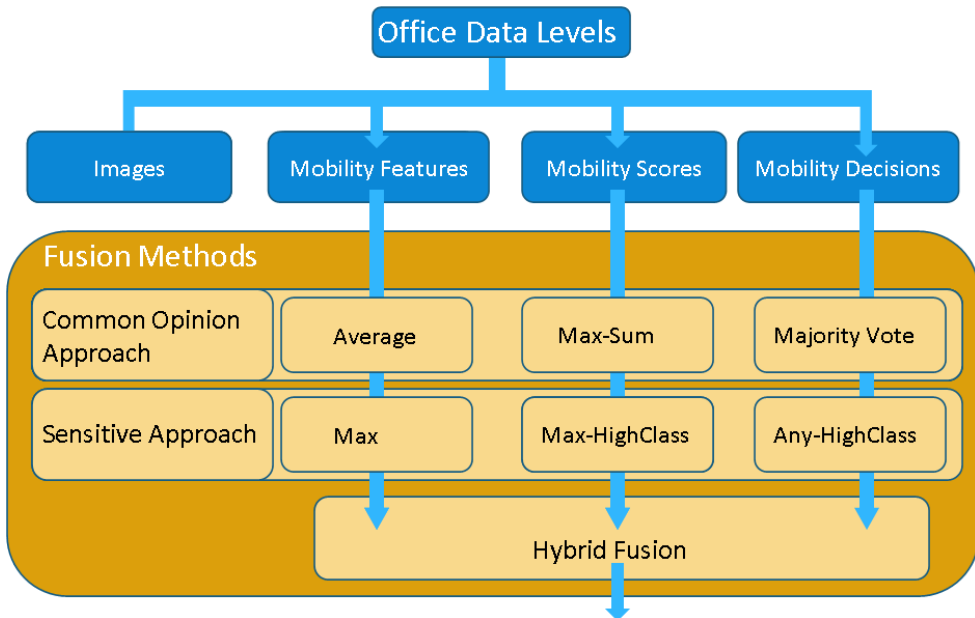 Office Data Levels
Images
Mobility Features
Mobility Scores
Mobility Decisions
Fusion Methods
Common Opinion
Approach
Average
Max-Sum
Majority Vote
Sensitive Approach
Max
Max-HighClass
Any-HighClass
Hybrid Fusion